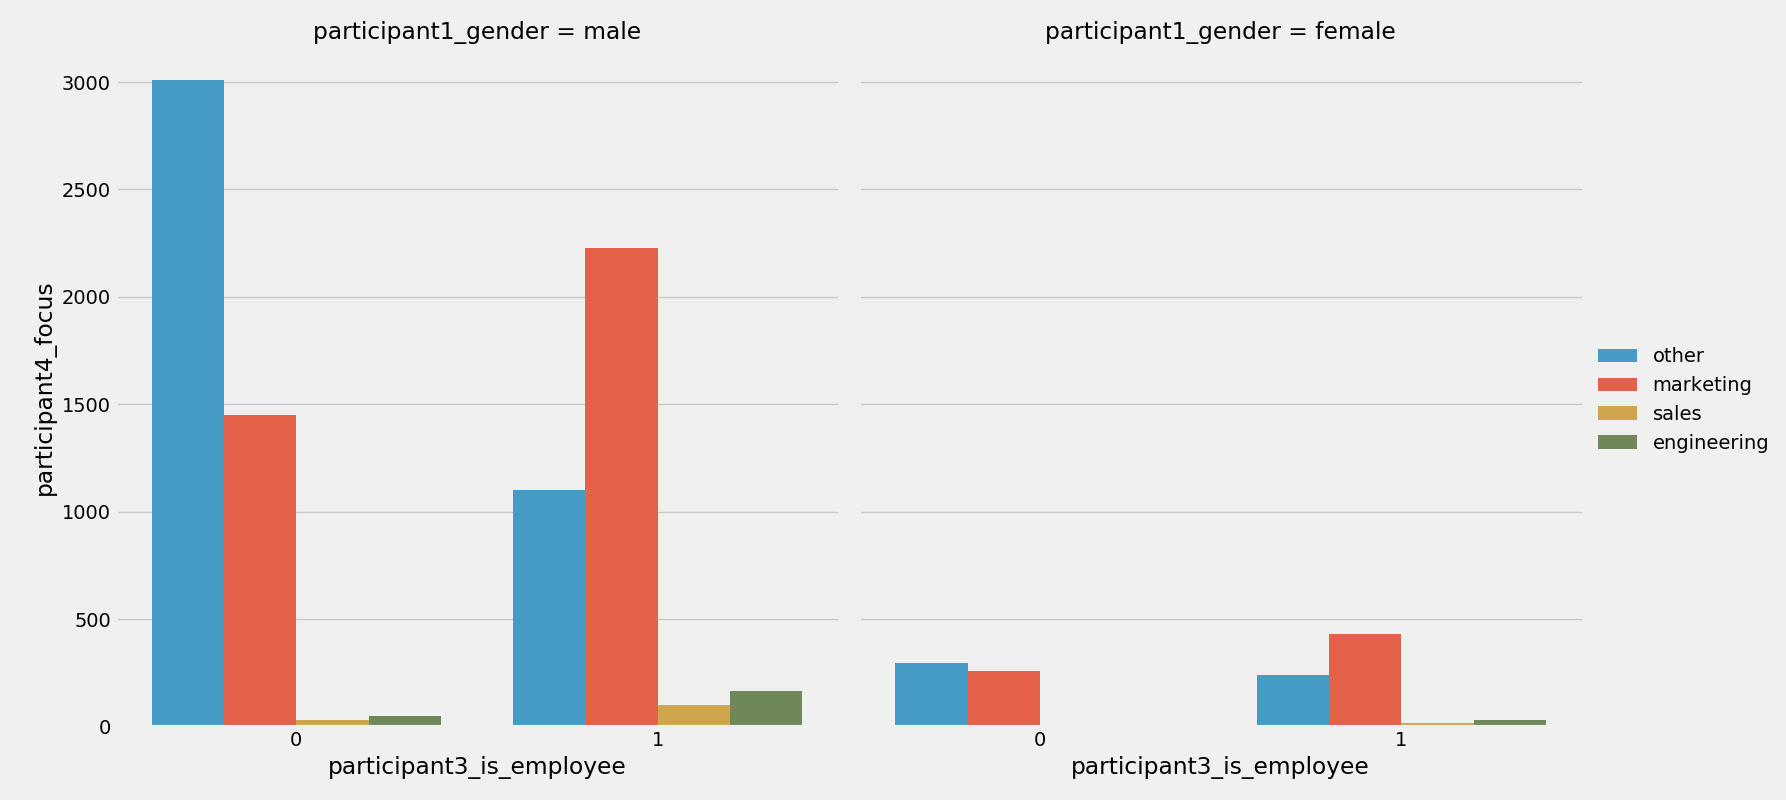 participant1_gender = male
participant1_gender = female
participant4_focus
3000
2500
2000
1500
1000
500
0
0 1
0 1
participant3_is_employee
participant3_is_employee
other
marketing
sales
engineering